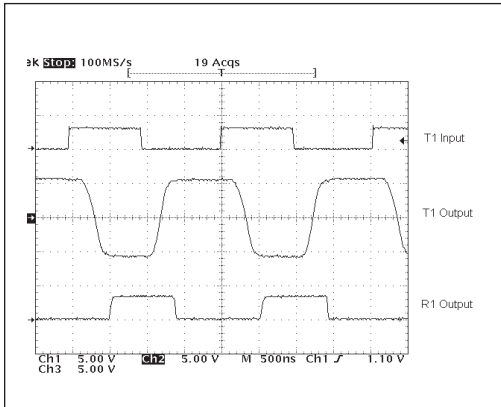 ek Stop: 100MS/s 19 Acqs
T
T1 Input
T1 Output
R1 Output
Ch1 5.00 V Ch2 5.00 V M 500ns Ch1 1.10 V
Ch3 5.00 V